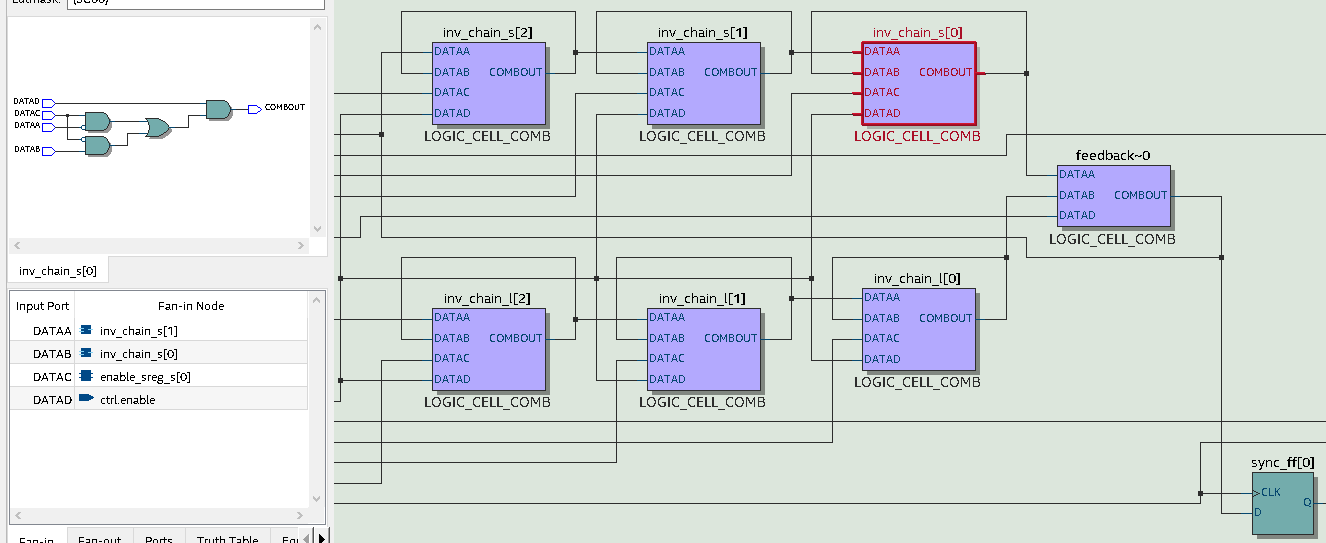 DATAD
DATAC
DATAA
DATAB
COMBOUT
inv_chain_s[0]
Input Port Fan-in Node
DATAA inv_chain_s[1]
DATAB inv_chain_s[0]
DATAC enable_sreg_s[0]
DATAD ctrl.enable
Fan-in Fan-out Ports Truth Table
inv_chain_s[2]
DATAA
DATAB COMBOUT
DATAC
DATAD
LOGIC_CELL_COMB
inv_chain_s[1]
DATAA
DATAB COMBOUT
DATAC
DATAD
LOGIC_CELL_COMB
inv_chain_s[0]
DATAA
DATAB COMBOUT
DATAC
DATAD
LOGIC_CELL_COMB
feedback~0
DATAA
DATAB COMBOUT
DATAD
LOGIC_CELL_COMB
inv_chain_l[2]
DATAA
DATAB COMBOUT
DATAC
DATAD
LOGIC_CELL_COMB
inv_chain_l[1]
DATAA
DATAB COMBOUT
DATAC
DATAD
LOGIC_CELL_COMB
inv_chain_l[0]
DATAA
DATAB COMBOUT
DATAC
DATAD
LOGIC_CELL_COMB
sync_ff[0]
CLK
Q
D